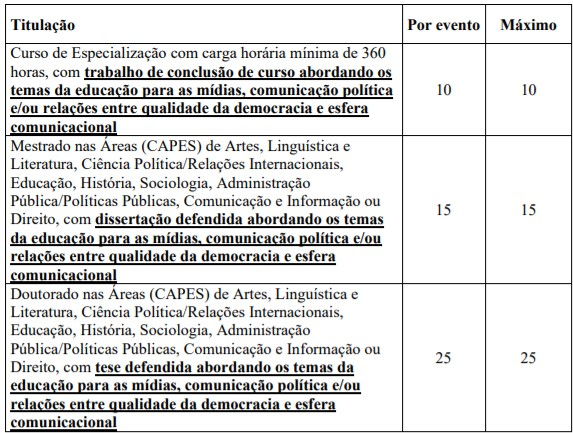 Titulação Por evento Máximo
Curso de Especialização com carga horária mínima de 360
horas, com trabalho de conclusão de curso abordando os
temas da educação para as mídias, comunicação política
e/ou relações entre qualidade da democracia e esfera
comunicacional
10 10
Mestrado nas Áreas (CAPES) de Artes, Linguística e
Literatura, Ciência Política/Relações Internacionais,
Educação, História, Sociologia, Administração
Pública/Políticas Públicas, Comunicação e Informação ou
Direito, com dissertação defendida abordando os temas
da educação para as mídias, comunicação política e/ou
relações entre qualidade da democracia e esfera
comunicacional
15 15
Doutorado nas Áreas (CAPES) de Artes, Linguística e
Literatura, Ciência Política/Relações Internacionais,
Educação, História, Sociologia, Administração
Pública/Políticas Públicas, Comunicação e Informação ou
Direito, com tese defendida abordando os temas da
educação para as mídias, comunicação política e/ou
relações entre qualidade da democracia e esfera
comunicacional
25 25